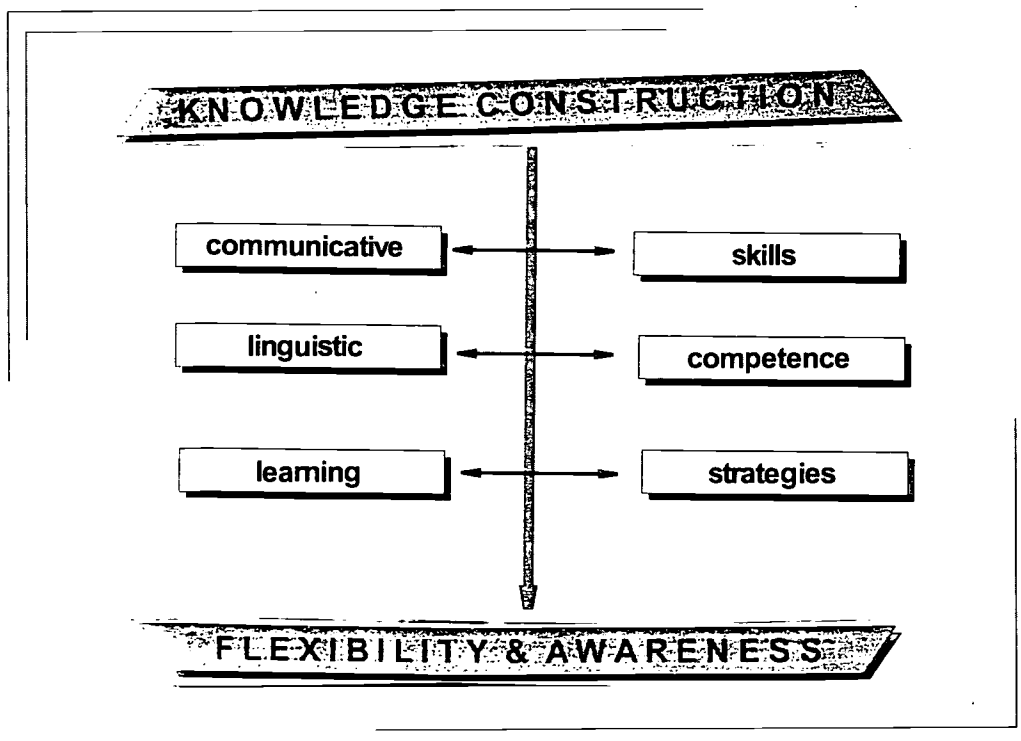 KNOWLEDGE CONSTRUCTION
communicative skills
linguistic competence
learning strategies
FLEXIBILITY & AWARENESS